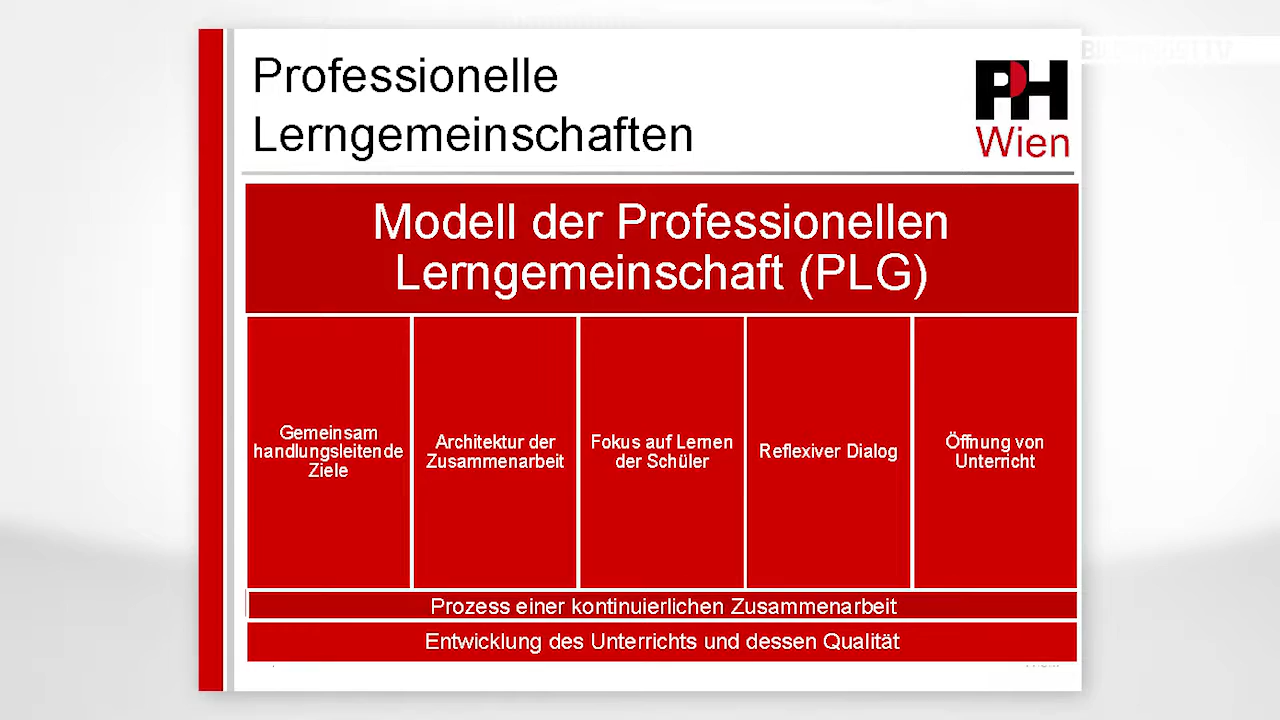 Professionelle
Lerngemeinschaften
PH
Wien
Modell der Professionellen
Lerngemeinschaft (PLG)
Gemeinsam
handlungsleitende
Ziele
Architektur der
Zusammenarbeit
Fokus auf Lernen
der Schüler
Reflexiver Dialog
Öffnung von
Unterricht
Prozess einer kontinuierlichen Zusammenarbeit
Entwicklung des Unterrichts und dessen Qualität